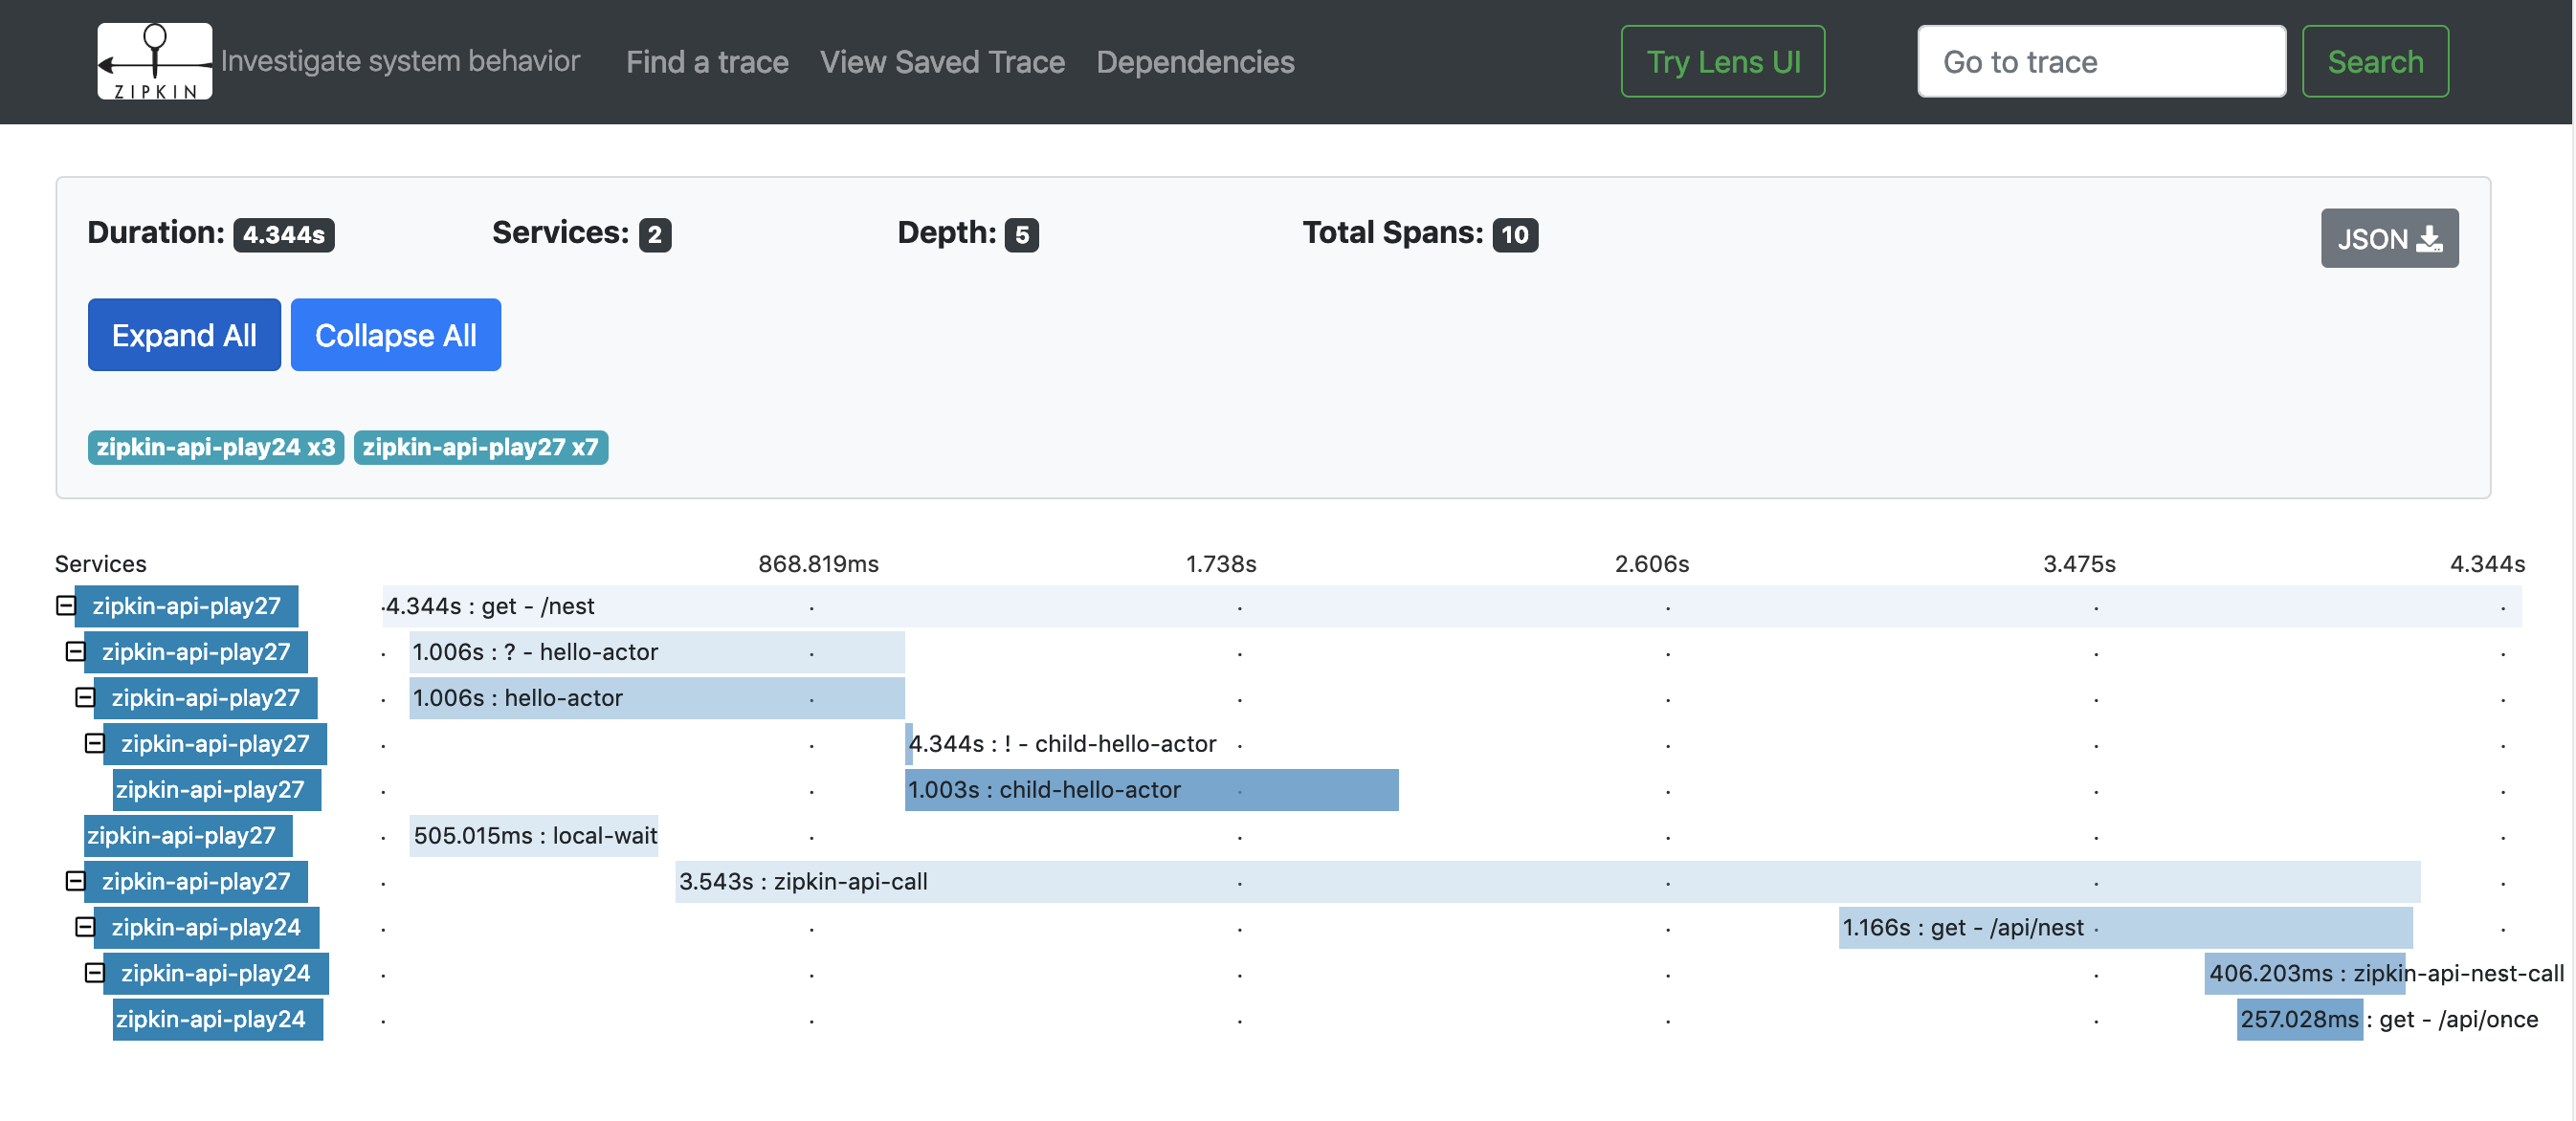 ZIPKIN Investigate system behavior Find a trace View Saved Trace Dependencies Try Lens UI Go to trace Search
Duration: 4.344s Services: 2 Depth: 5 Total Spans: 10 JSON
Expand All Collapse All
zipkin-api-play24 x3 zipkin-api-play27 x7
Services 868.819ms 1.738s 2.606s 3.475s 4.344s
zipkin-api-play27 4.344s : get - /nest
zipkin-api-play27 1.006s : ? - hello-actor
zipkin-api-play27 1.006s : hello-actor
zipkin-api-play27 4.344s : ! - child-hello-actor
zipkin-api-play27 1.003s : child-hello-actor
zipkin-api-play27 505.015ms : local-wait
zipkin-api-play27 3.543s : zipkin-api-call
zipkin-api-play24 1.166s : get - /api/nest
zipkin-api-play24 406.203ms : zipkin-api-nest-call
zipkin-api-play24 257.028ms : get - /api/once